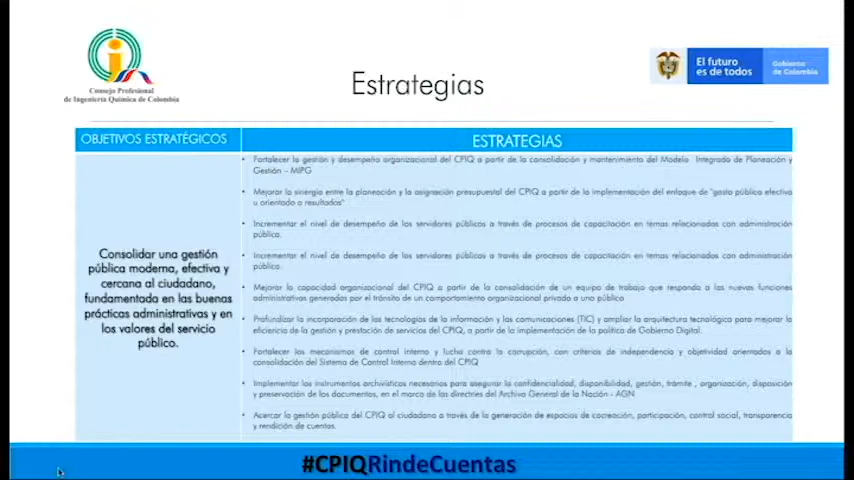 Consejo Profesional
de Ingeniería Química de Colombia
Estrategias
El futuro
es de todos
Gobierno
de Colombia
OBJETIVOS ESTRATÉGICOS
ESTRATEGIAS
Consolidar una gestión
pública moderna, efectiva y
cercana al ciudadano,
fundamentada en las buenas
prácticas administrativas y en
los valores del servicio
público.
• Fortalecer la gestión y desempeño organizacional del CPIQ a partir de la consolidación y mantenimiento del Modelo Integrado de Planeación y
Gestión – MIPG
• Mejorar la sinergia entre la planeación y la asignación presupuestal del CPIQ a partir de la implementación del enfoque de "gasto público efectivo
u orientado a resultados"
• Incrementar el nivel de desempeño de los servidores públicos a través de procesos de capacitación en temas relacionados con administración
pública.
• Incrementar el nivel de desempeño de los servidores públicos a través de procesos de capacitación en temas relacionados con administración
pública.
• Mejorar la capacidad organizacional del CPIQ a partir de la consolidación de un equipo de trabajo que responda a las nuevas funciones
administrativas generadas por el tránsito de un comportamiento organizacional privado a uno público
• Profundizar la incorporación de las tecnologías de la información y las comunicaciones (TIC) y ampliar la arquitectura tecnológica para mejorar la
eficiencia de la gestión y prestación de servicios del CPIQ, a partir de la implementación de la política de Gobierno Digital.
• Fortalecer los mecanismos de control interno y lucha contra la corrupción, con criterios de independencia y objetividad orientados a la
consolidación del Sistema de Control Interno dentro del CPIQ
• Implementar los instrumentos archivísticos necesarios para asegurar la confidencialidad, disponibilidad, gestión, trámite , organización, disposición
y preservación de los documentos, en el marco de las directrices del Archivo General de la Nación - AGN
• Acercar la gestión pública del CPIQ al ciudadano a través de la generación de espacios de cocreación, participación, control social, transparencia
y rendición de cuentas.
#CPIQRindeCuentas